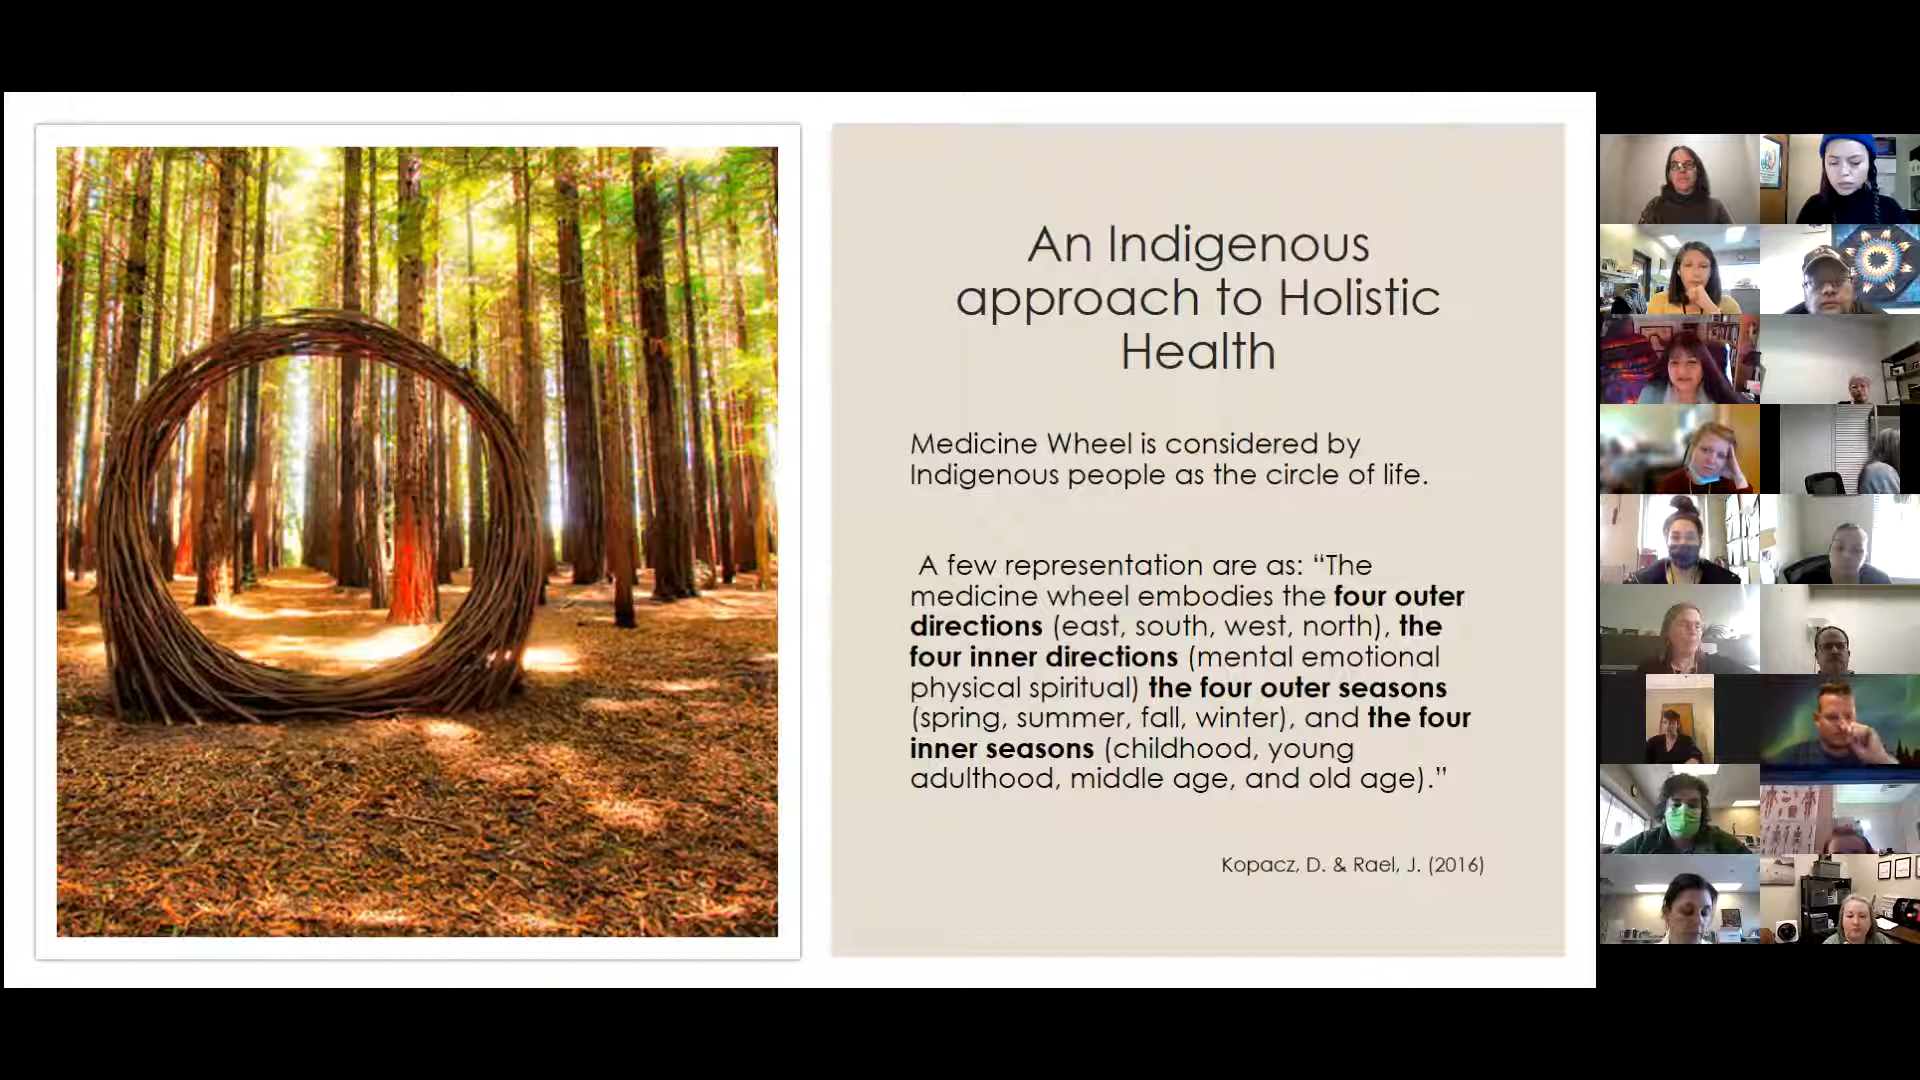 An Indigenous
approach to Holistic
Health
Medicine Wheel is considered by
Indigenous people as the circle of life.
A few representation are as: “The
medicine wheel embodies the four outer
directions (east, south, west, north), the
four inner directions (mental emotional
physical spiritual) the four outer seasons
(spring, summer, fall, winter), and the four
inner seasons (childhood, young
adulthood, middle age, and old age).”
Kopacz, D. & Rael, J. (2016)